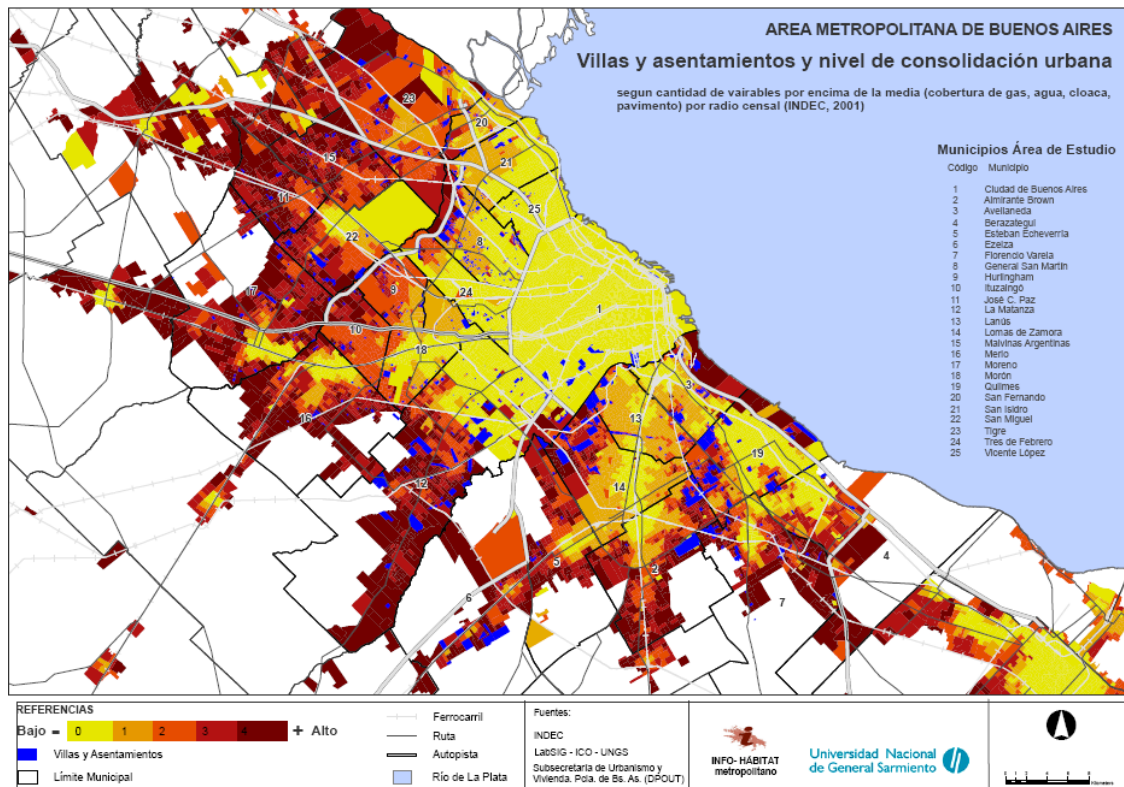 AREA METROPOLITANA DE BUENOS AIRES
Villas y asentamientos y nivel de consolidación urbana
segun cantidad de vairables por encima de la media (cobertura de gas, agua, cloaca,
pavimento) por radio censal (INDEC, 2001)
Municipios Área de Estudio
Código Municipio
1 Ciudad de Buenos Aires
2 Almirante Brown
3 Avellaneda
4 Berazategui
5 Esteban Echeverría
6 Ezeiza
7 Florencio Varela
8 General San Martín
9 Hurlingham
10 Ituzaingó
11 José C. Paz
12 La Matanza
13 Lanús
14 Lomas de Zamora
15 Malvinas Argentinas
16 Merlo
17 Moreno
18 Morón
19 Quilmes
20 San Fernando
21 San Isidro
22 San Miguel
23 Tigre
24 Tres de Febrero
25 Vicente López
23
20
15
21
11
25
22
8
17
9
24
1
10
18
3
16
13
19
12
14
5
2
4
6
7
REFERENCIAS
Bajo - 0 1 2 3 4 + Alto
Villas y Asentamientos
Límite Municipal
Ferrocarril
Ruta
Autopista
Río de La Plata
Fuentes:
INDEC
LabSIG - ICO - UNGS
Subsecretaria de Urbanismo y
Vivienda. Pcia. de Bs. As. (DPOUT)
INFO-HÁBITAT
metropolitano
Universidad Nacional
de General Sarmiento